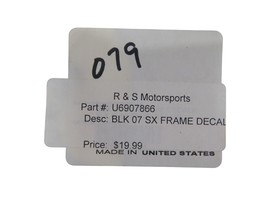 079
R & S Motorsports
Part #: U6907866
Desc: BLK 07 SX FRAME DECAL
Price: $19.99
MADE IN UNITED STATES